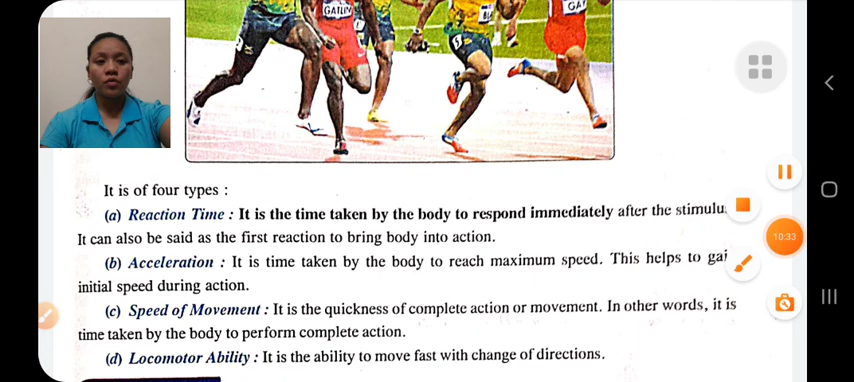 GATLIN
BL
GAY
It is of four types :
(a) Reaction Time : It is the time taken by the body to respond immediately after the stimulu
It can also be said as the first reaction to bring body into action.
(b) Acceleration : It is time taken by the body to reach maximum speed. This helps to gai
initial speed during action.
(c) Speed of Movement : It is the quickness of complete action or movement. In other words, it is
time taken by the body to perform complete action.
(d) Locomotor Ability : It is the ability to move fast with change of directions.
10:33